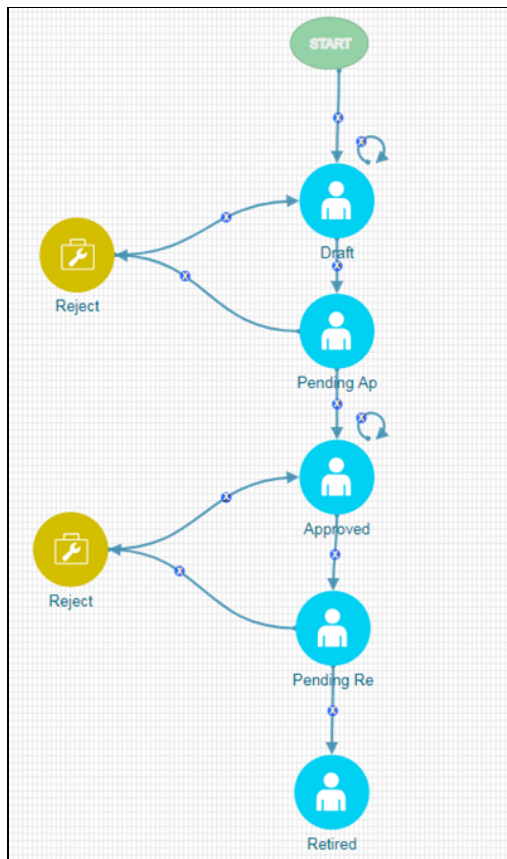 START
Draft
Reject
Pending Ap
Approved
Reject
Pending Re
Retired